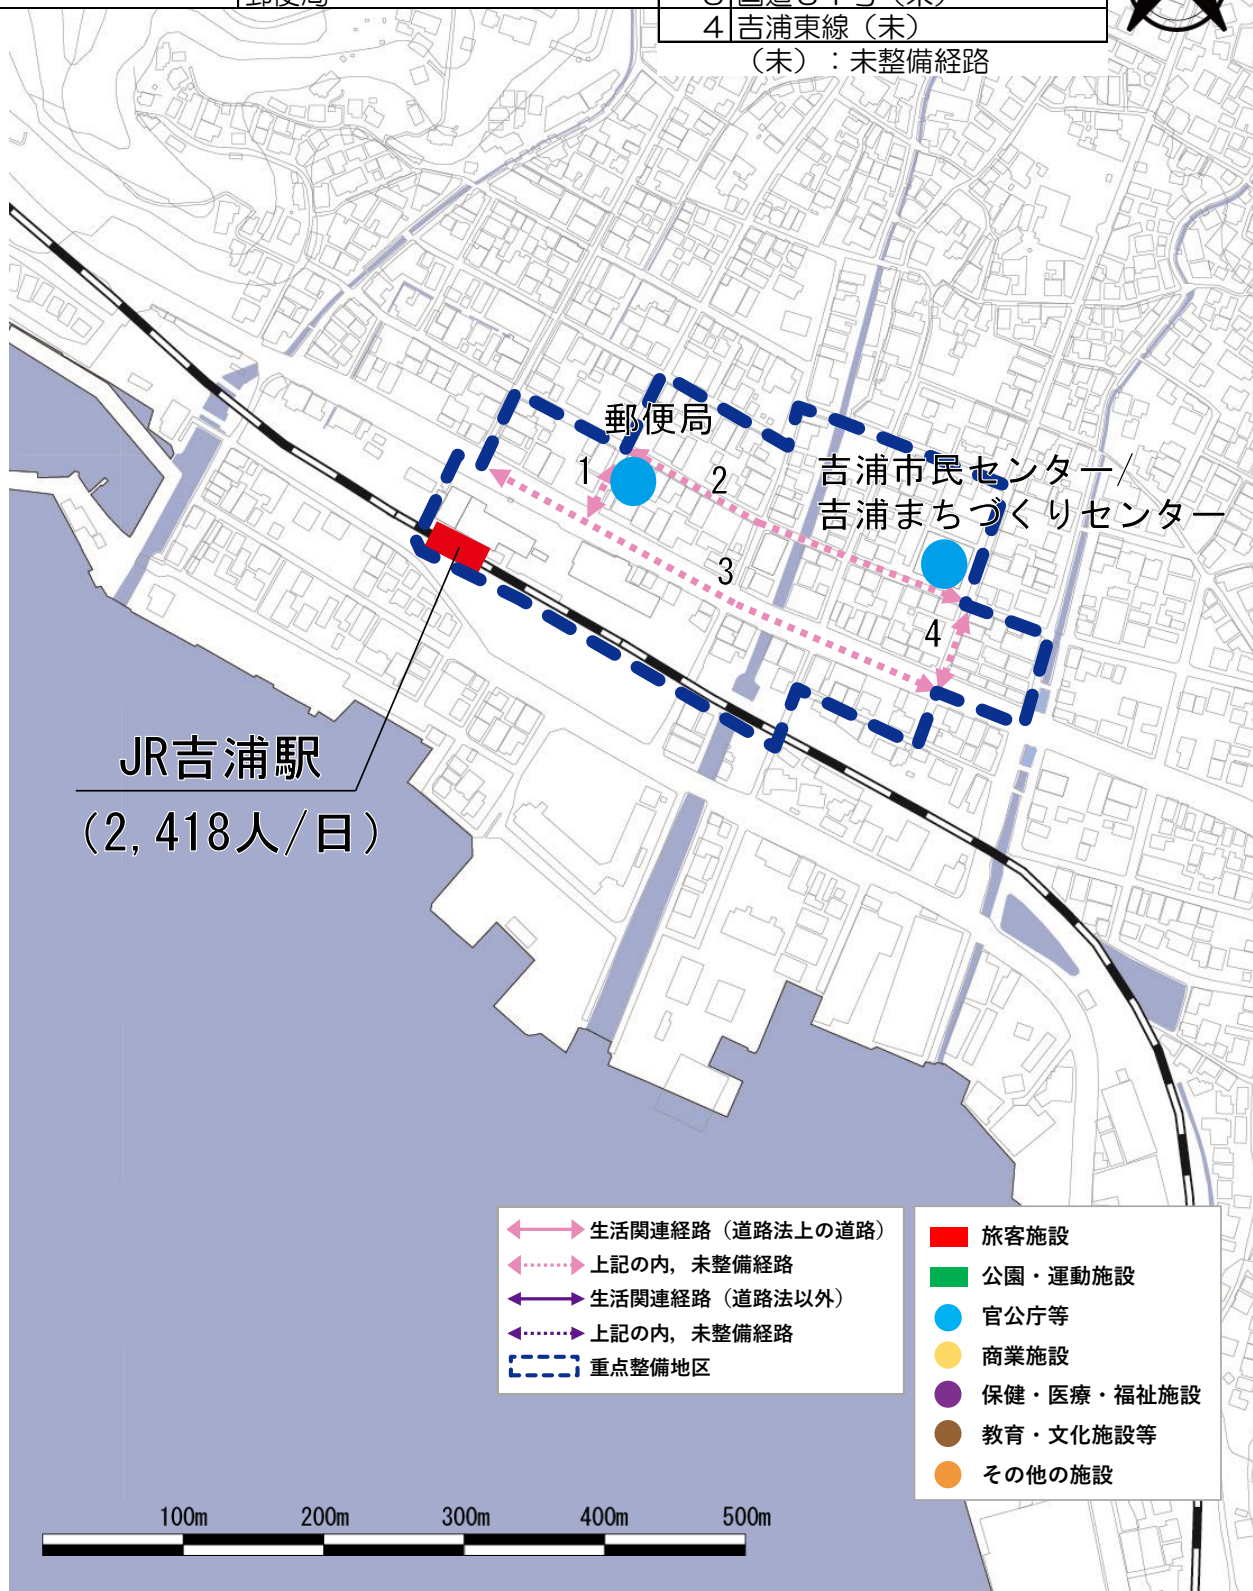 郵便局
4 吉浦東線（未）
（未）：未整備経路
郵便局
1
2
吉浦市民センター/
吉浦まちづくりセンター
3
4
JR吉浦駅
(2,418人/日)
生活関連経路（道路法上の道路）
上記の内，未整備経路
生活関連経路（道路法以外）
上記の内，未整備経路
重点整備地区
旅客施設
公園・運動施設
官公庁等
商業施設
保健・医療・福祉施設
教育・文化施設等
その他の施設
100m 200m 300m 400m 500m